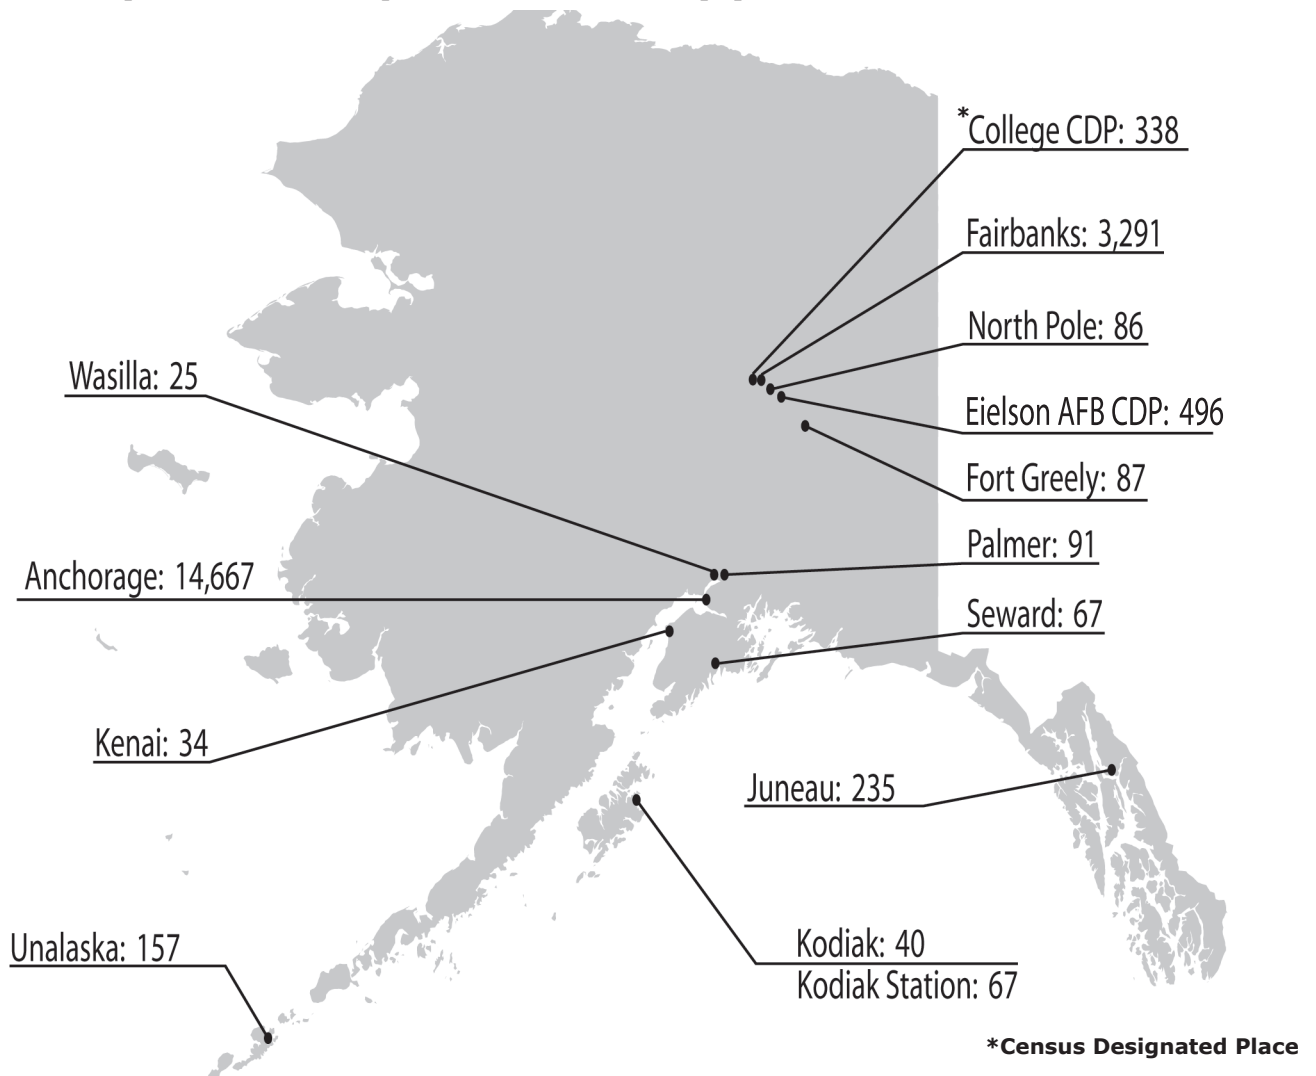 *College CDP: 338
Fairbanks: 3,291
North Pole: 86
Wasilla: 25
Eielson AFB CDP: 496
Fort Greely: 87
Palmer: 91
Anchorage: 14,667
Seward: 67
Kenai: 34
Juneau: 235
Unalaska: 157
Kodiak: 40
Kodiak Station: 67
*Census Designated Place